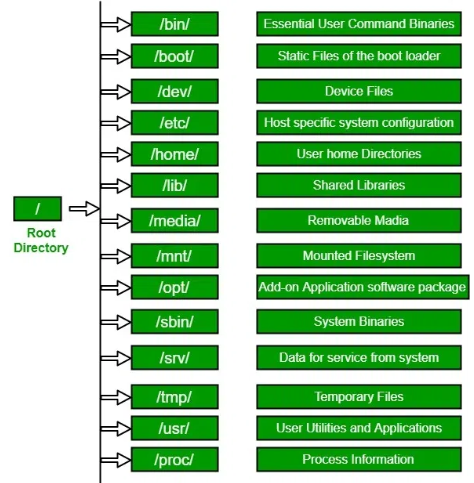 /bin/ Essential User Command Binaries
/boot/ Static Files of the boot loader
/dev/ Device Files
/etc/ Host specific system configuration
/home/ User home Directories
/lib/ Shared Libraries
/
Root
Directory
/media/ Removable Madia
/mnt/ Mounted Filesystem
/opt/ Add-on Application software package
/sbin/ System Binaries
/srv/ Data for service from system
/tmp/ Temporary Files
/usr/ User Utilities and Applications
/proc/ Process Information